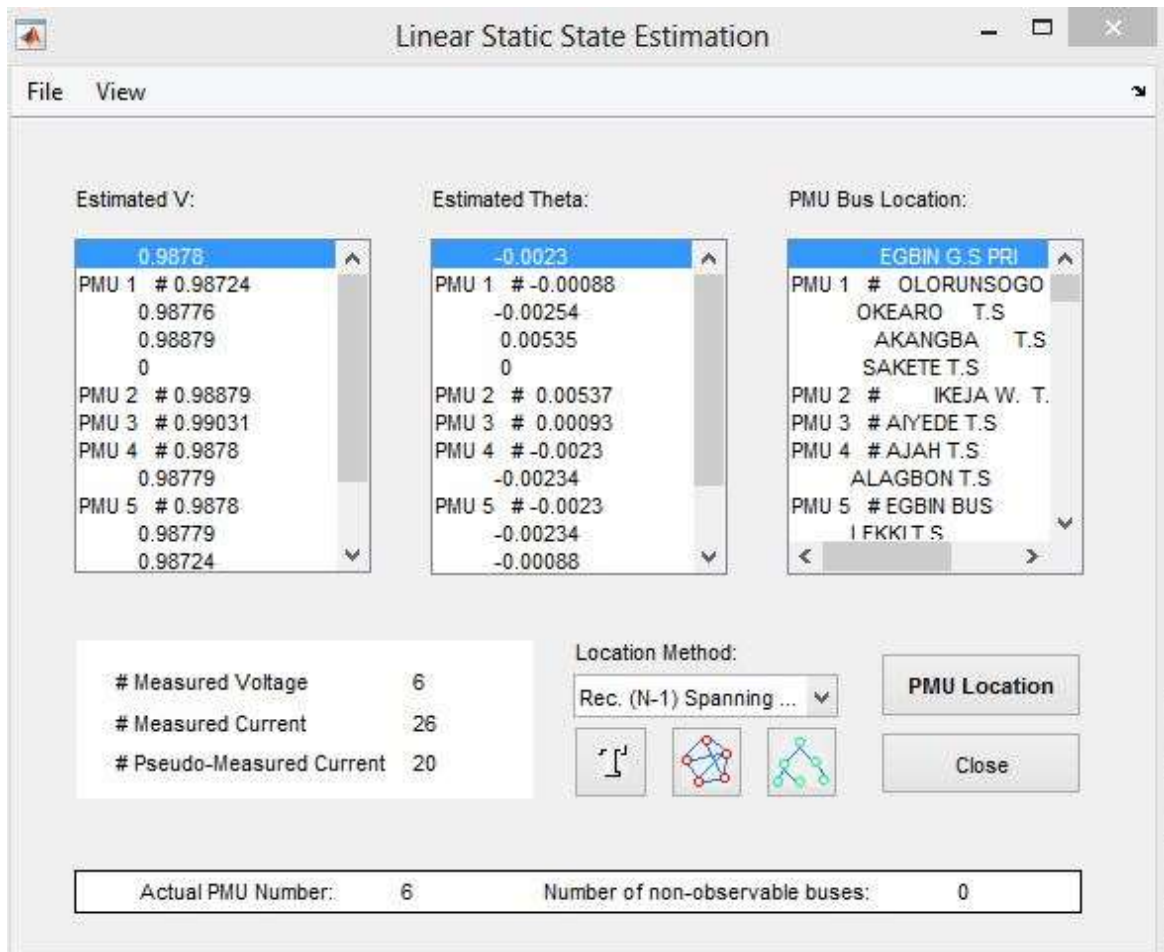 Linear Static State Estimation
File View
Estimated V:
0.9878
PMU 1 # 0.98724
0.98776
0.98879
0
PMU 2 # 0.98879
PMU 3 # 0.99031
PMU 4 # 0.9878
0.98779
PMU 5 # 0.9878
0.98779
0.98724
Estimated Theta:
-0.0023
PMU 1 # -0.00088
-0.00254
0.00535
0
PMU 2 # 0.00537
PMU 3 # 0.00093
PMU 4 # -0.0023
-0.00234
PMU 5 # -0.0023
-0.00234
-0.00088
PMU Bus Location:
EGBIN G.S PRI
PMU 1 # OLORUNSOGO
OKEARO T.S
AKANGBA T.S
SAKETE T.S
PMU 2 # IKEJA W. T.
PMU 3 # AIYEDE T.S
PMU 4 # AJAH T.S
ALAGBON T.S
PMU 5 # EGBIN BUS
LEKKI T.S
# Measured Voltage 6
# Measured Current 26
# Pseudo-Measured Current 20
Location Method:
Rec. (N-1) Spanning ...
PMU Location
Close
Actual PMU Number: 6 Number of non-observable buses: 0